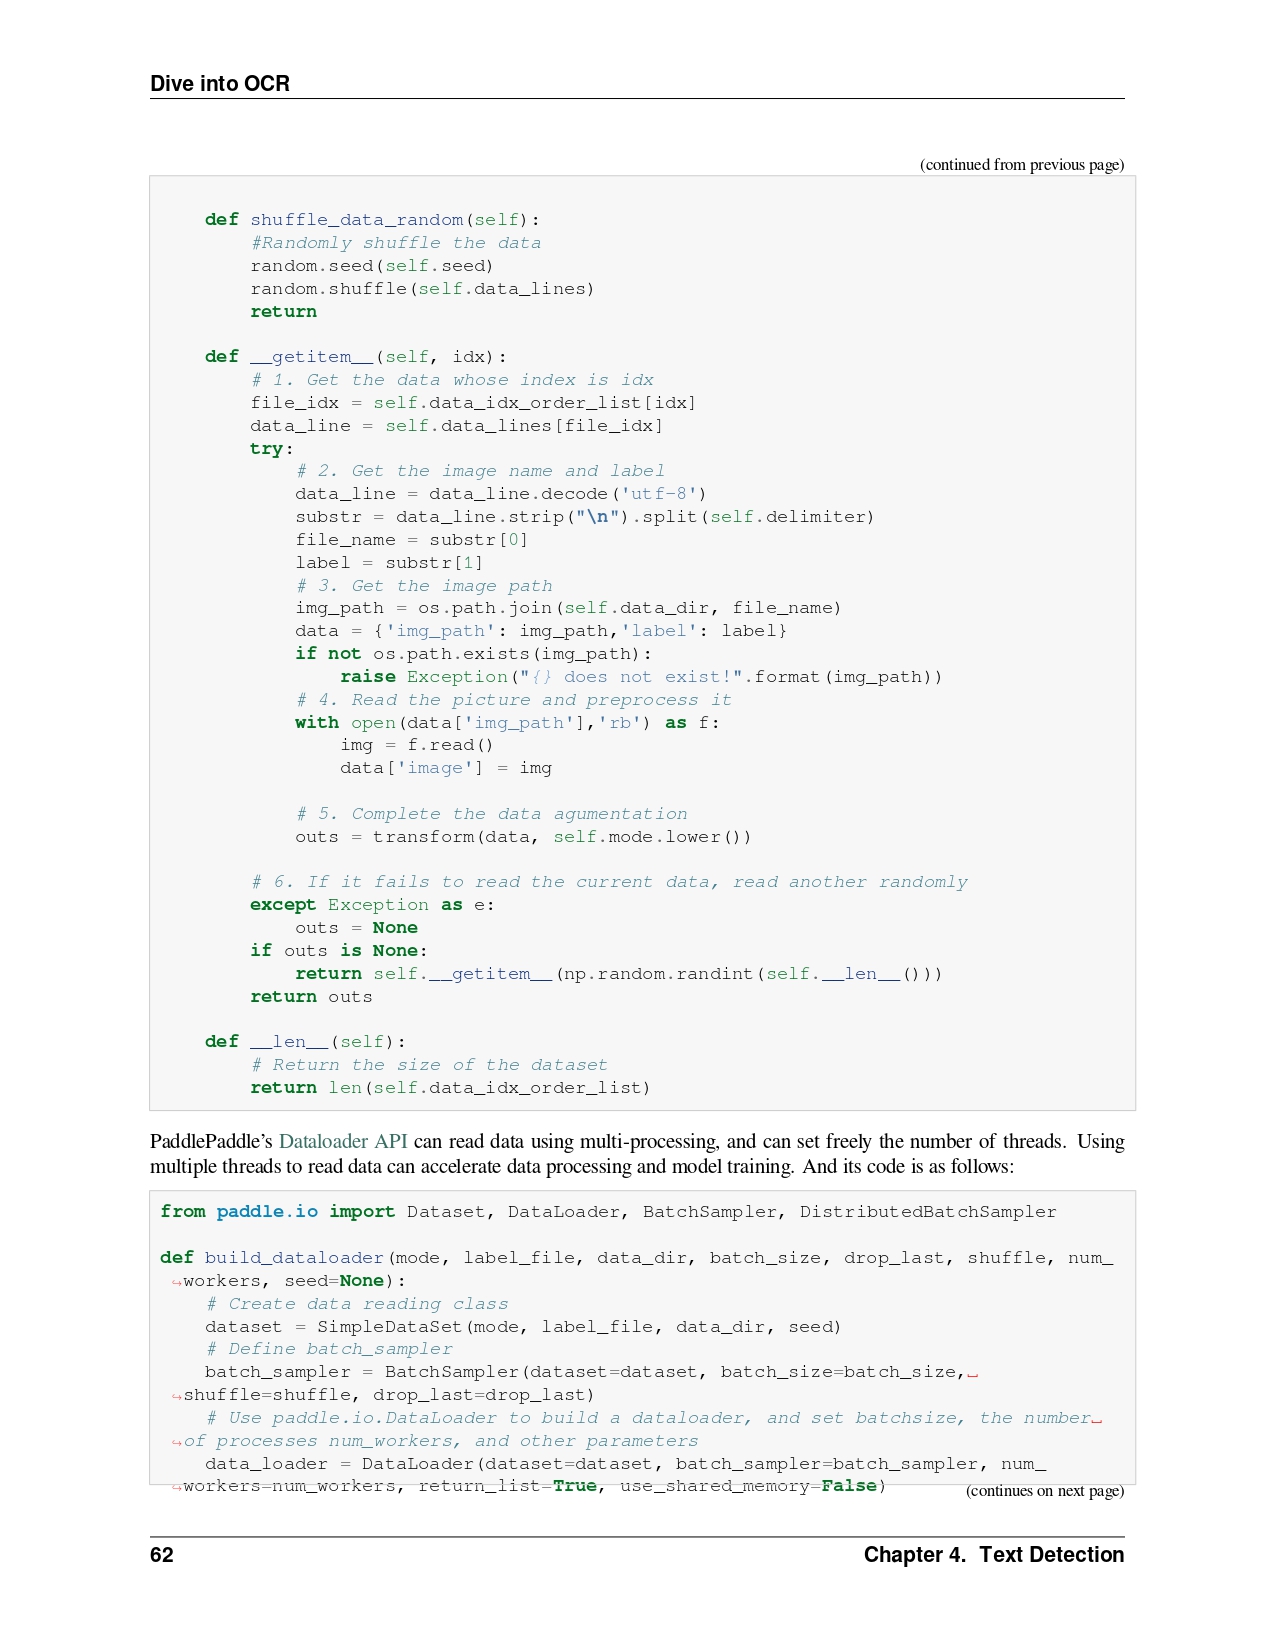 Dive into OCR
(continued from previous page)
    def shuffle_data_random(self):
        #Randomly shuffle the data
        random.seed(self.seed)
        random.shuffle(self.data_lines)
        return
    def __getitem__(self, idx):
        # 1. Get the data whose index is idx
        file_idx = self.data_idx_order_list[idx]
        data_line = self.data_lines[file_idx]
        try:
            # 2. Get the image name and label
            data_line = data_line.decode('utf-8')
            substr = data_line.strip("\n").split(self.delimiter)
            file_name = substr[0]
            label = substr[1]
            # 3. Get the image path
            img_path = os.path.join(self.data_dir, file_name)
            data = {'img_path': img_path,'label': label}
            if not os.path.exists(img_path):
                raise Exception("{} does not exist!".format(img_path))
            # 4. Read the picture and preprocess it
            with open(data['img_path'],'rb') as f:
                img = f.read()
                data['image'] = img
            # 5. Complete the data agumentation
            outs = transform(data, self.mode.lower())
        # 6. If it fails to read the current data, read another randomly
        except Exception as e:
            outs = None
        if outs is None:
            return self.__getitem__(np.random.randint(self.__len__()))
        return outs
    def __len__(self):
        # Return the size of the dataset
        return len(self.data_idx_order_list)
PaddlePaddle's Dataloader API can read data using multi-processing, and can set freely the number of threads. Using
multiple threads to read data can accelerate data processing and model training. And its code is as follows:
from paddle.io import Dataset, DataLoader, BatchSampler, DistributedBatchSampler
def build_dataloader(mode, label_file, data_dir, batch_size, drop_last, shuffle, num_
↪workers, seed=None):
    # Create data reading class
    dataset = SimpleDataSet(mode, label_file, data_dir, seed)
    # Define batch_sampler
    batch_sampler = BatchSampler(dataset=dataset, batch_size=batch_size,␣
↪shuffle=shuffle, drop_last=drop_last)
    # Use paddle.io.DataLoader to build a dataloader, and set batchsize, the number␣
↪of processes num_workers, and other parameters
    data_loader = DataLoader(dataset=dataset, batch_sampler=batch_sampler, num_
↪workers=num_workers, return_list=True, use_shared_memory=False)
(continues on next page)
62
Chapter 4. Text Detection